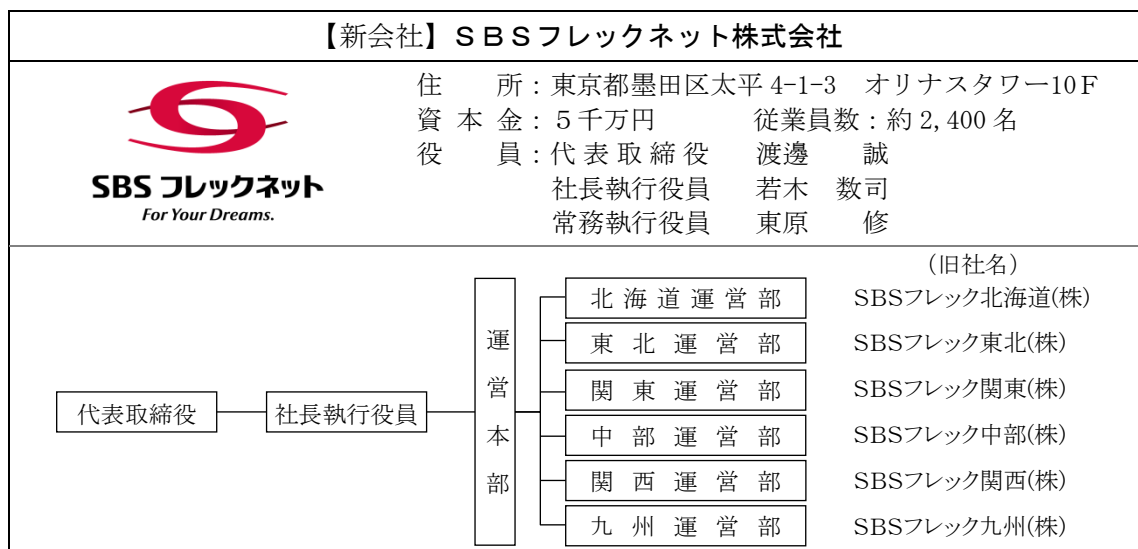 【新会社】SBSフレックネット株式会社
住 所:東京都墨田区太平 4-1-3 オリナスタワー10F
資 本 金:5千万円 従業員数:約 2,400 名
役 員:代 表 取 締 役 渡邊 誠
社長執行役員 若木 数司
常務執行役員 東原 修
SBS フレックネット
For Your Dreams.
(旧社名)
代表取締役
社長執行役員
運営本部
北 海 道 運 営 部 SBSフレック北海道(株)
東 北 運 営 部 SBSフレック東北(株)
関 東 運 営 部 SBSフレック関東(株)
中 部 運 営 部 SBSフレック中部(株)
関 西 運 営 部 SBSフレック関西(株)
九 州 運 営 部 SBSフレック九州(株)